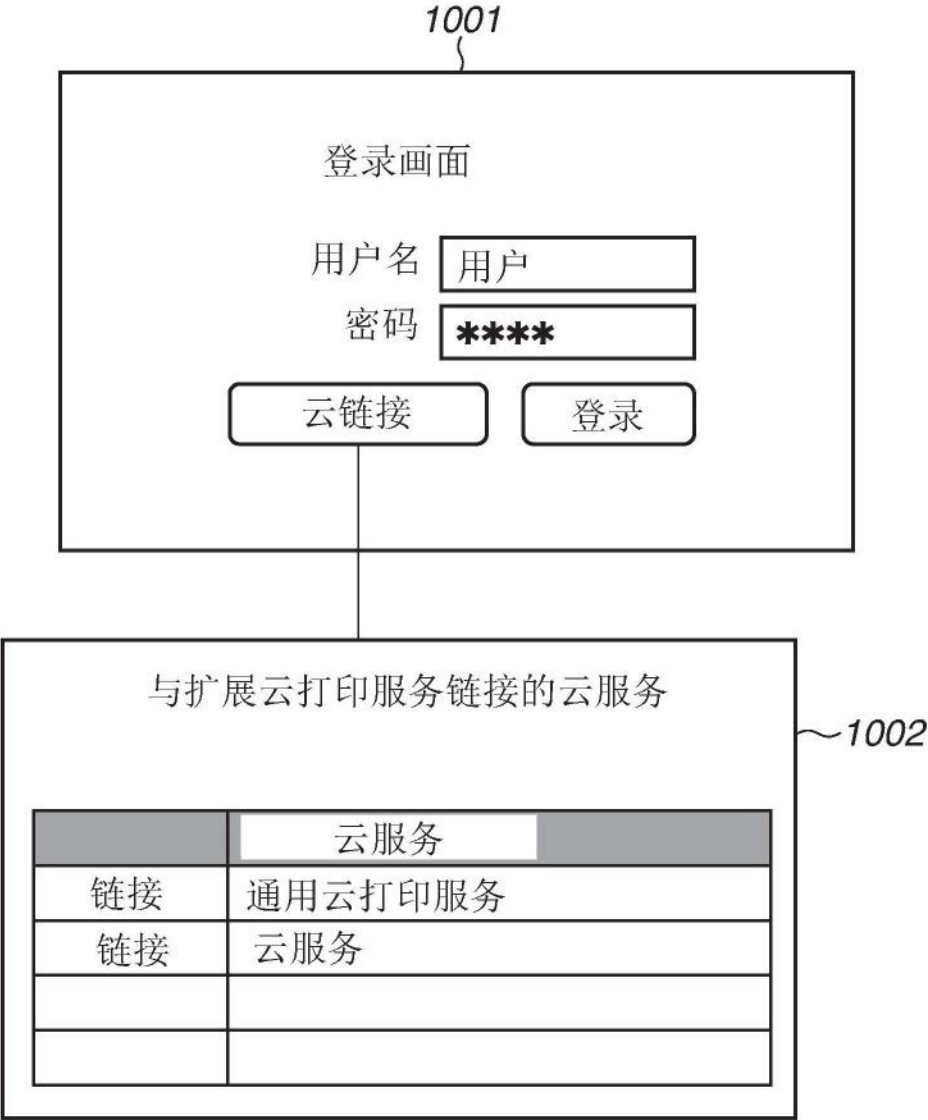 1001
登录画面
用户名 用户
密码 ****
云链接 登录
与扩展云打印服务链接的云服务
1002
云服务
链接 通用云打印服务
链接 云服务